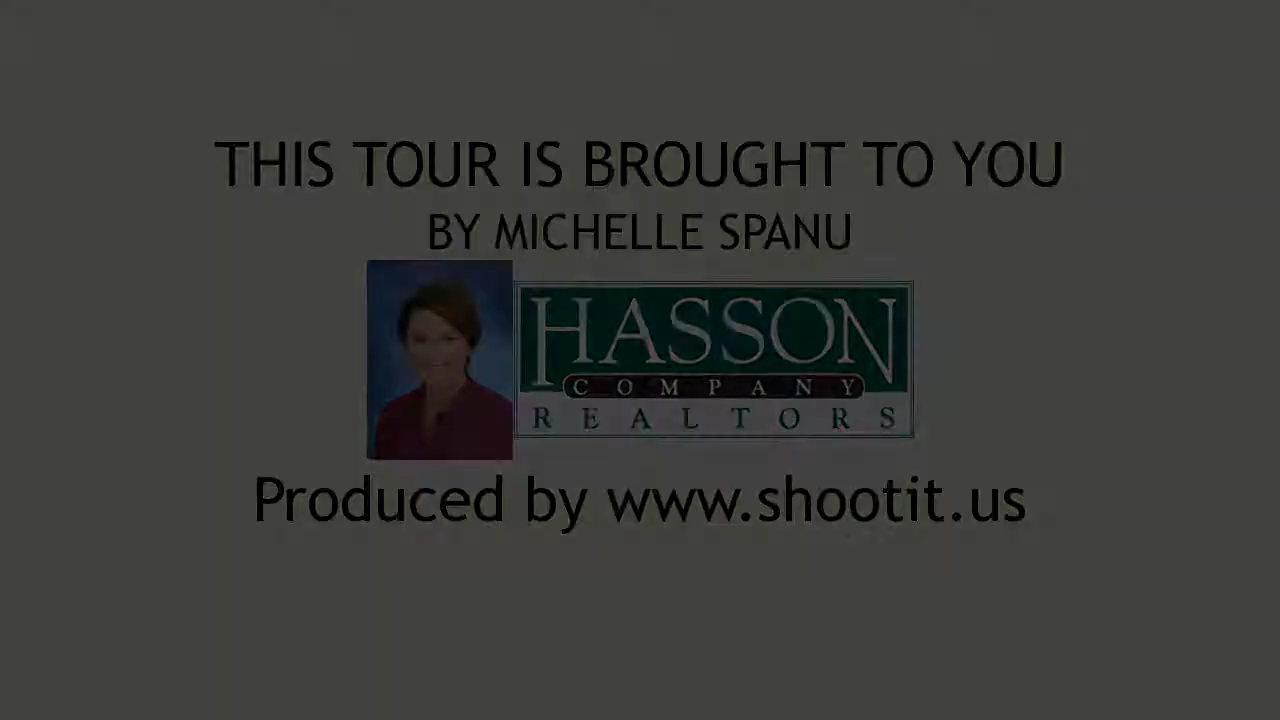 THIS TOUR IS BROUGHT TO YOU
BY MICHELLE SPANU
HASSON
COMPANY
REALTORS
Produced by www.shootit.us